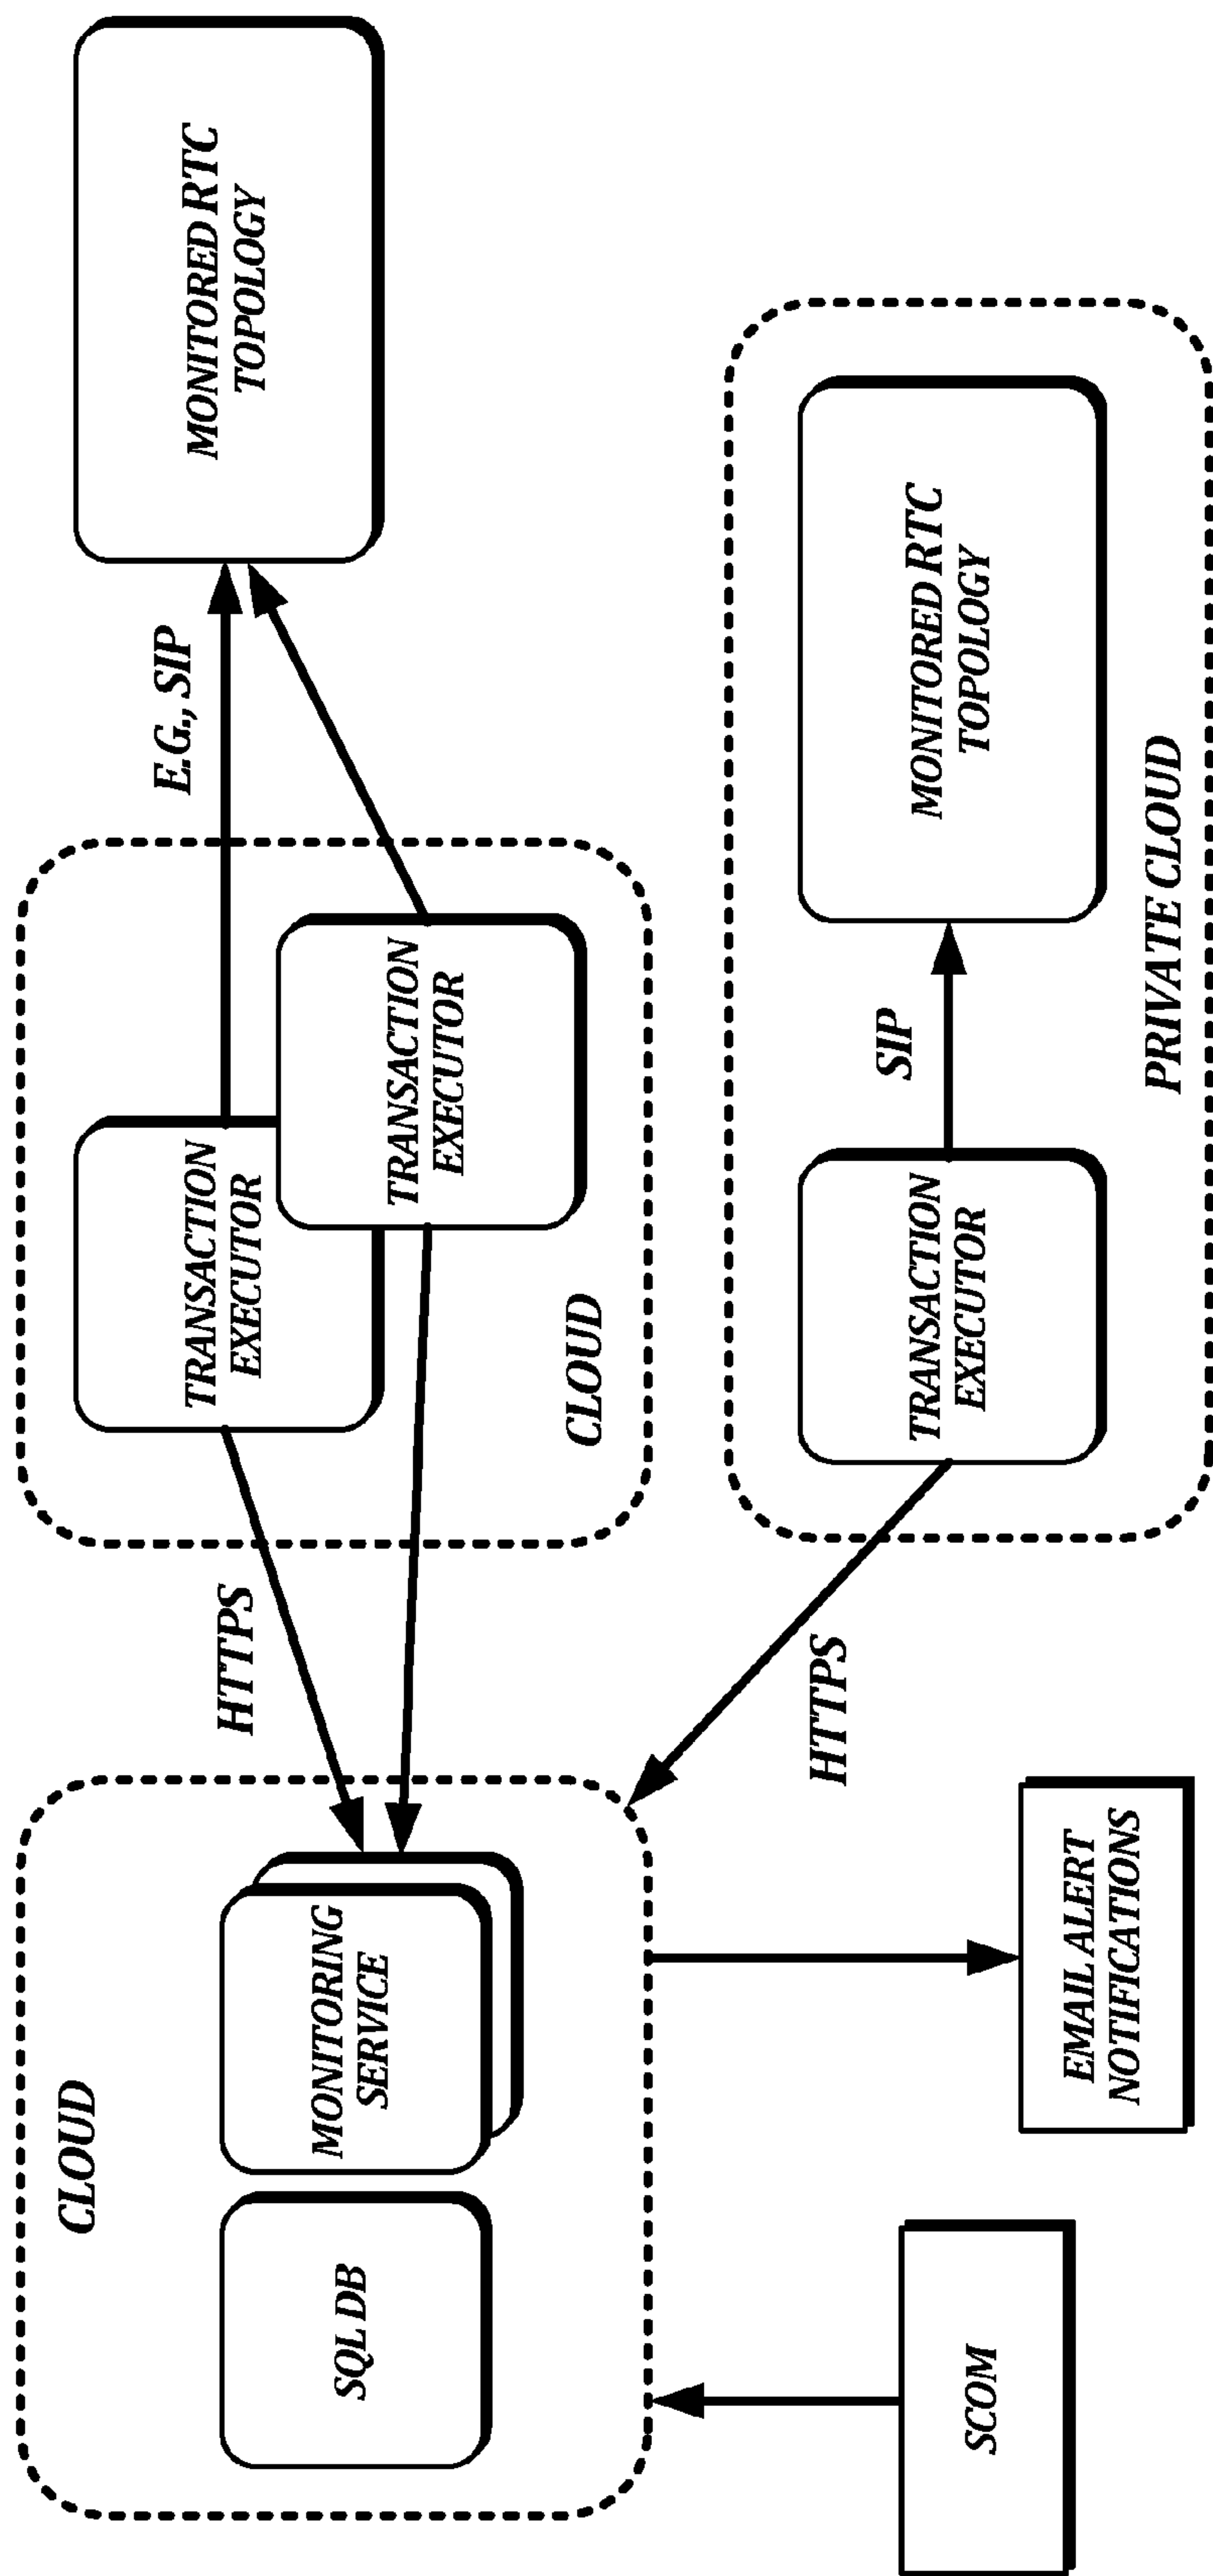 CLOUD
SQL DB
MONITORING
SERVICE
HTTPS
TRANSACTION
EXECUTOR
TRANSACTION
EXECUTOR
CLOUD
E.G., SIP
MONITORED RTC
TOPOLOGY
SCOM
EMAIL ALERT
NOTIFICATIONS
HTTPS
TRANSACTION
EXECUTOR
SIP
MONITORED RTC
TOPOLOGY
PRIVATE CLOUD